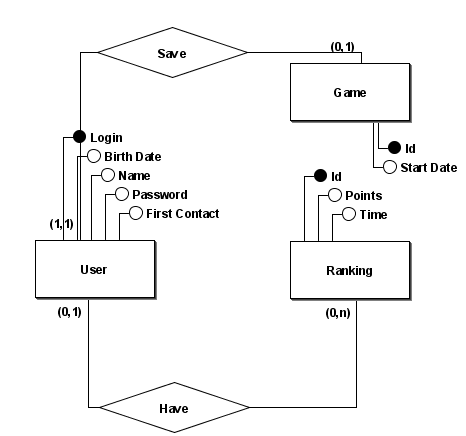 Save
(0,1)
Game
Login
Id
Birth Date
Start Date
Name
Id
Password
Points
First Contact
Time
(1,1)
User
Ranking
(0,1)
(0,n)
Have